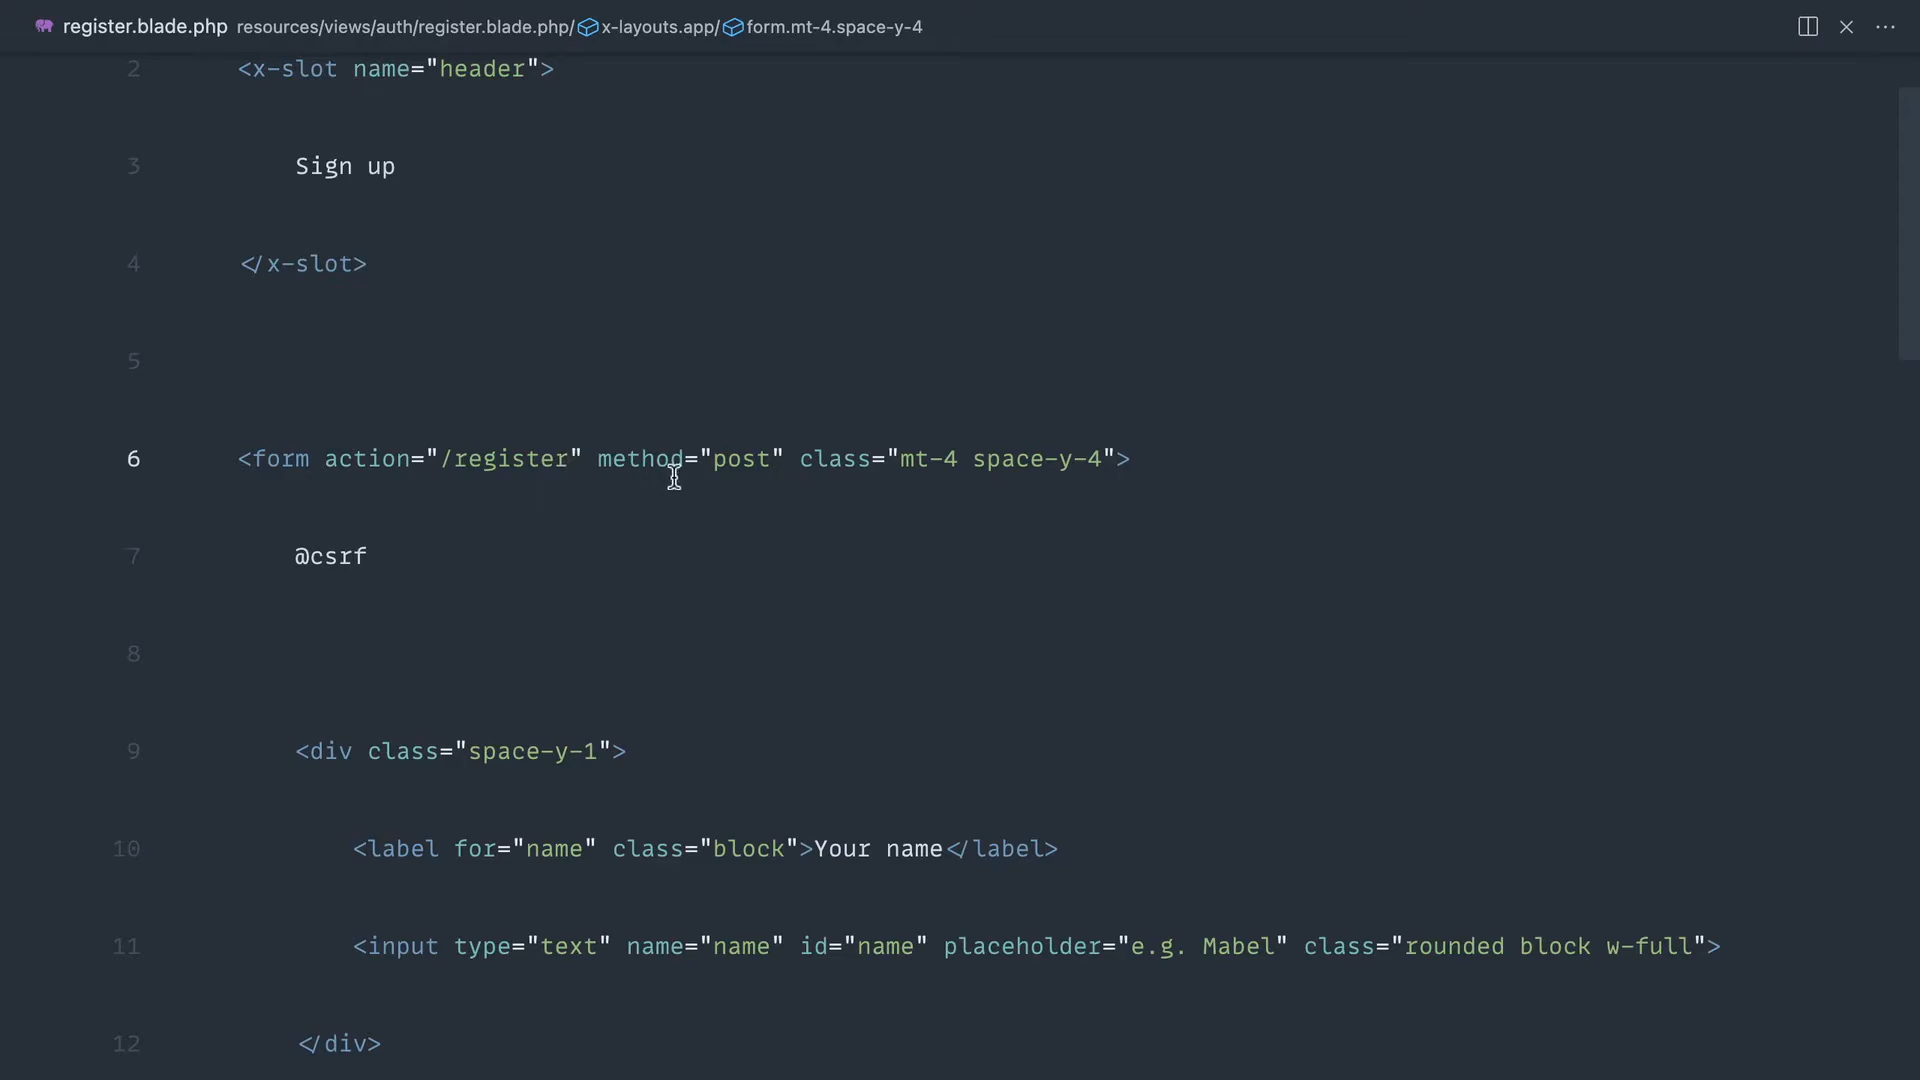 register.blade.php resources/views/auth/register.blade.php/x-layouts.app/form.mt-4.space-y-4
2 <x-slot name="header">
3 Sign up
4 </x-slot>
5
6 <form action="/register" method="post" class="mt-4 space-y-4">
7 @csrf
8
9 <div class="space-y-1">
10 <label for="name" class="block">Your name</label>
11 <input type="text" name="name" id="name" placeholder="e.g. Mabel" class="rounded block w-full">
12 </div>